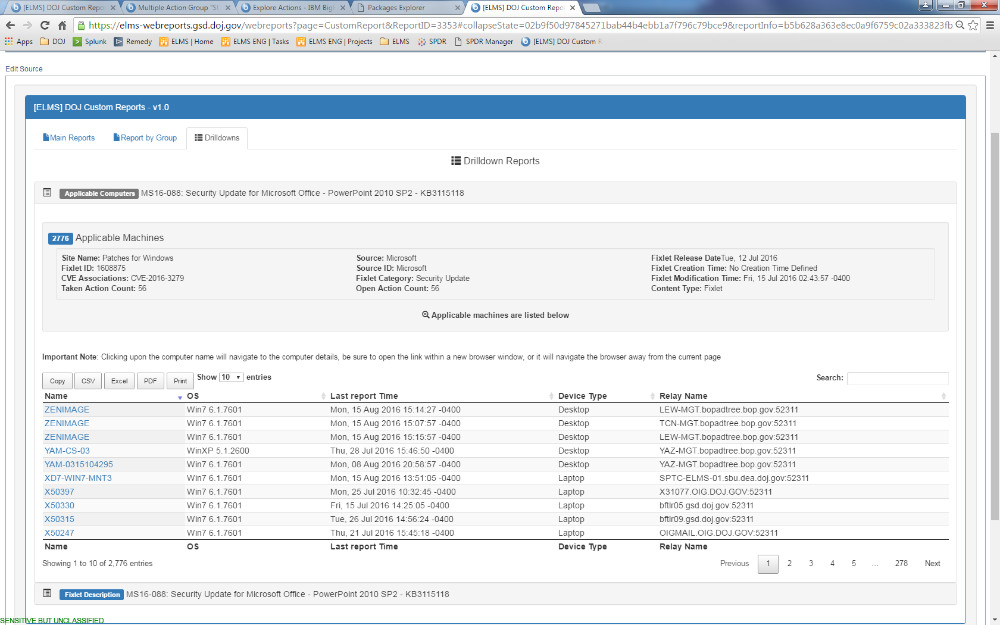 [ELMS] DOJ Custom Repo
Multiple Action Group "SU
Explore Actions - IBM Big
Packages Explorer
[ELMS] DOJ Custom Repo
https://elms-webreports.gsd.doj.gov/webreports?page=CustomReport&ReportID=3353#collapseState=02b9f50d97845271bab44b4ebb1a7f796c79bce9&reportInfo=b5b628a363e8ec0a9f6759c02a333823fb
Apps DOJ Splunk Remedy ELMS | Home ELMS ENG | Tasks ELMS ENG | Projects ELMS SPDR SPDR Manager [ELMS] DOJ Custom R
Edit Source
[ELMS] DOJ Custom Reports - v1.0
Main Reports Report by Group Drilldowns
Drilldown Reports
Applicable Computers MS16-088: Security Update for Microsoft Office - PowerPoint 2010 SP2 - KB3115118
2776 Applicable Machines
Site Name: Patches for Windows Source: Microsoft Fixlet Release DateTue, 12 Jul 2016
Fixlet ID: 1608875 Source ID: Microsoft Fixlet Creation Time: No Creation Time Defined
CVE Associations: CVE-2016-3279 Fixlet Category: Security Update Fixlet Modification Time: Fri, 15 Jul 2016 02:43:57 -0400
Taken Action Count: 56 Open Action Count: 56 Content Type: Fixlet
Applicable machines are listed below
Important Note: Clicking upon the computer name will navigate to the computer details, be sure to open the link within a new browser window, or it will navigate the browser away from the current page
Copy CSV Excel PDF Print Show 10 entries Search:
Name OS Last report Time Device Type Relay Name
ZENIMAGE Win7 6.1.7601 Mon, 15 Aug 2016 15:14:27 -0400 Desktop LEW-MGT.bopadtree.bop.gov:52311
ZENIMAGE Win7 6.1.7601 Mon, 15 Aug 2016 15:07:57 -0400 Desktop TCN-MGT.bopadtree.bop.gov:52311
ZENIMAGE Win7 6.1.7601 Mon, 15 Aug 2016 15:15:57 -0400 Desktop LEW-MGT.bopadtree.bop.gov:52311
YAM-CS-03 WinXP 5.1.2600 Thu, 28 Jul 2016 15:46:50 -0400 Desktop YAZ-MGT.bopadtree.bop.gov:52311
YAM-0315104295 Win7 6.1.7601 Mon, 08 Aug 2016 20:58:57 -0400 Desktop YAZ-MGT.bopadtree.bop.gov:52311
XD7-WIN7-MNT3 Win7 6.1.7601 Mon, 15 Aug 2016 13:51:05 -0400 Laptop SPTC-ELMS-01.sbu.dea.doj.gov:52311
X50397 Win7 6.1.7601 Mon, 25 Jul 2016 10:32:45 -0400 Laptop X31077.OIG.DOJ.GOV:52311
X50330 Win7 6.1.7601 Fri, 15 Jul 2016 14:25:05 -0400 Laptop bftlr05.gsd.doj.gov:52311
X50315 Win7 6.1.7601 Tue, 26 Jul 2016 14:56:24 -0400 Laptop bftlr09.gsd.doj.gov:52311
X50247 Win7 6.1.7601 Thu, 21 Jul 2016 15:45:18 -0400 Laptop OIGMAIL.OIG.DOJ.GOV:52311
Name OS Last report Time Device Type Relay Name
Showing 1 to 10 of 2,776 entries Previous 1 2 3 4 5 ... 278 Next
Fixlet Description MS16-088: Security Update for Microsoft Office - PowerPoint 2010 SP2 - KB3115118
SENSITIVE BUT UNCLASSIFIED